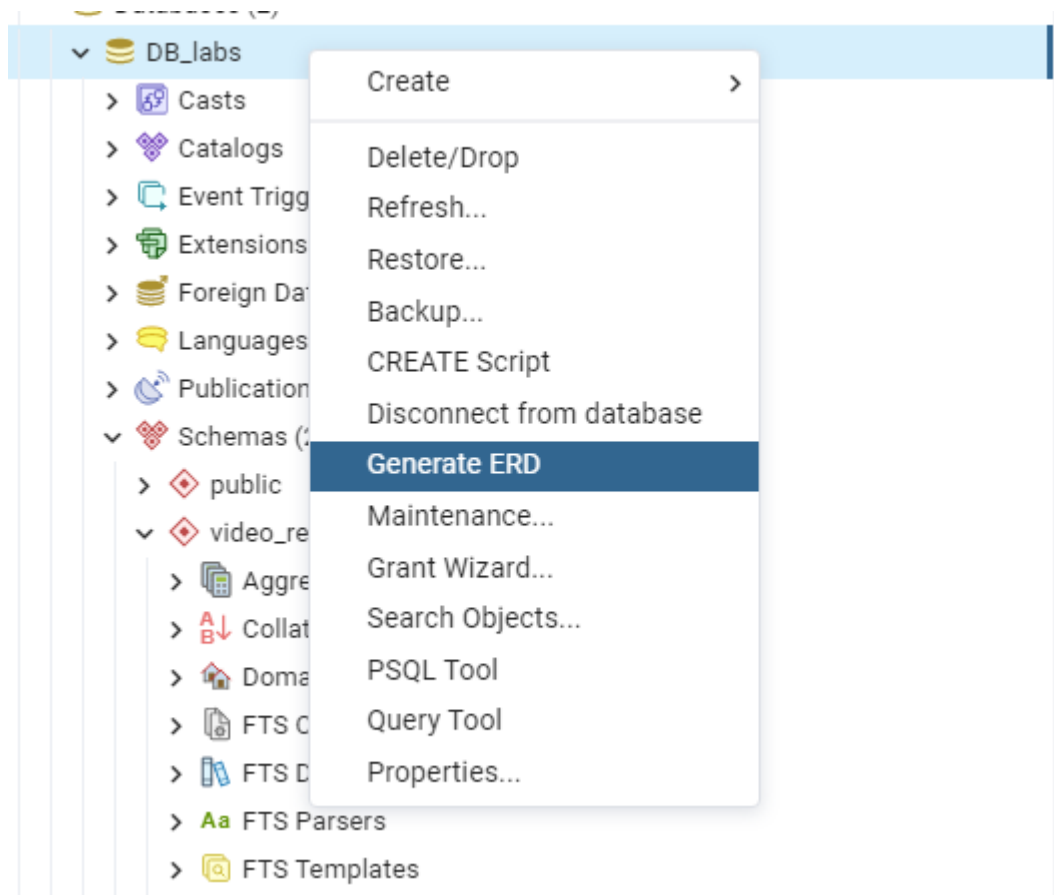 DB_labs
Create
Casts
Catalogs
Delete/Drop
Event Trigg
Refresh...
Extensions
Restore...
Foreign Da
Backup...
Languages
CREATE Script
Publication
Disconnect from database
Schemas (2
Generate ERD
public
Maintenance...
video_re
Grant Wizard...
Aggre
Search Objects...
Collat
PSQL Tool
Doma
Query Tool
FTS C
Properties...
FTS D
Aa FTS Parsers
FTS Templates